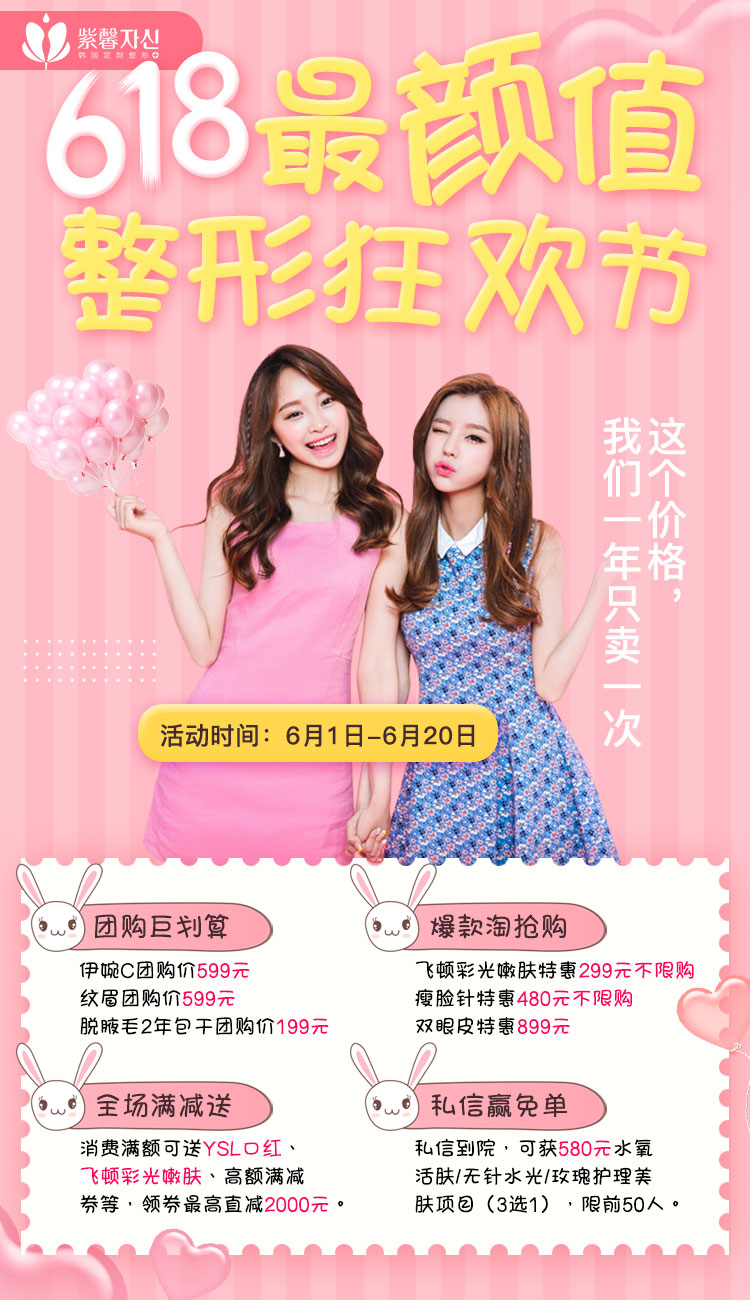 紫馨자신
韩国定制整形
618最颜值
整形狂欢节
这个价格，
我们一年只卖一次
活动时间：6月1日-6月20日
团购巨划算
伊婉C团购价599元
纹眉团购价599元
脱腋毛2年包干团购价199元
爆款淘抢购
飞顿彩光嫩肤特惠299元不限购
瘦脸针特惠480元不限购
双眼皮特惠899元
全场满减送
消费满额可送YSL口红、
飞顿彩光嫩肤、高额满减
券等，领券最高直减2000元。
私信赢免单
私信到院，可获580元水氧
活肤/无针水光/玫瑰护理美
肤项目（3选1），限前50人。